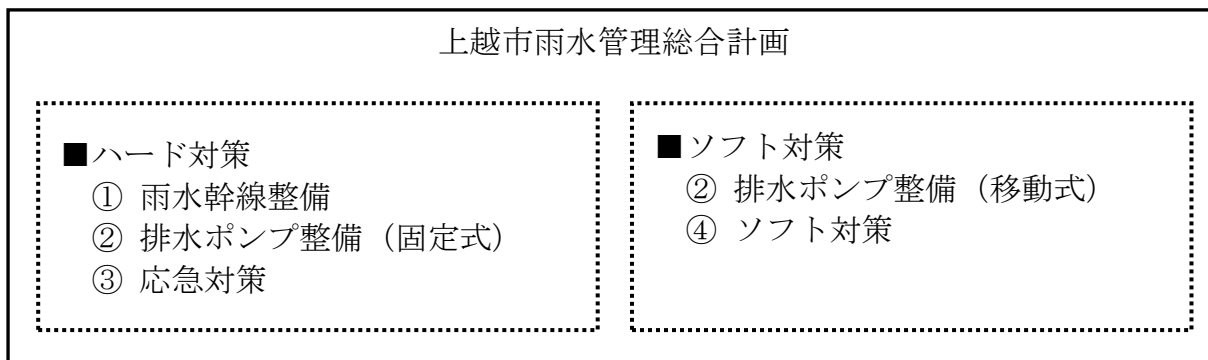 上越市雨水管理総合計画
■ハード対策
① 雨水幹線整備
② 排水ポンプ整備（固定式）
③ 応急対策
■ソフト対策
② 排水ポンプ整備（移動式）
④ ソフト対策